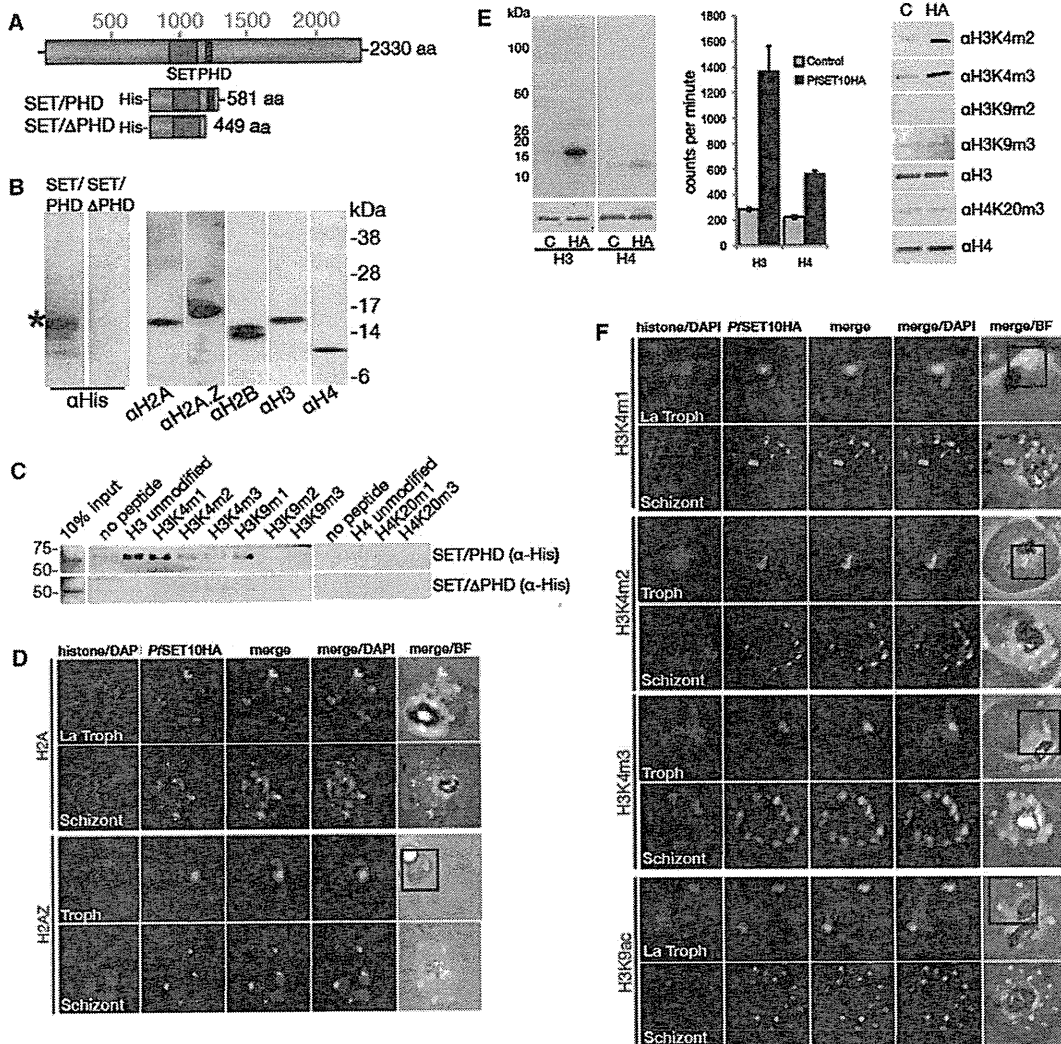 A
500 1000 1500 2000
2330 aa
SET PHD
SET/PHD His- 581 aa
SET/ΔPHD His- 449 aa
B
SET/PHD
SET/ΔPHD
kDa
-38
-28
-17
-14
-6
*
αHis
αH2A
αH2A.Z
αH2B
αH3
αH4
C
10% input
no peptide
H3 unmodified
H3K4m1
H3K4m2
H3K4m3
H3K9m1
H3K9m2
H3K9m3
no peptide
H4 unmodified
H4K20m1
H4K20m3
75-
50-
SET/PHD (α-His)
50-
SET/ΔPHD (α-His)
D
histone/DAP PfSET10HA merge merge/DAPI merge/BF
H2A
La Troph
Schizont
H2AZ
Troph
Schizont
E
kDa
100
50
25
20
15
10
C HA C HA
H3 H4
counts per minute
1800
1600
1400
1200
1000
800
600
400
200
0
Control
PfSET10HA
H3 H4
C HA
αH3K4m2
αH3K4m3
αH3K9m2
αH3K9m3
αH3
αH4K20m3
αH4
F
histone/DAPI PfSET10HA merge merge/DAPI merge/BF
H3K4m1
La Troph
Schizont
H3K4m2
Troph
Schizont
H3K4m3
Troph
Schizont
H3K9ac
La Troph
Schizont